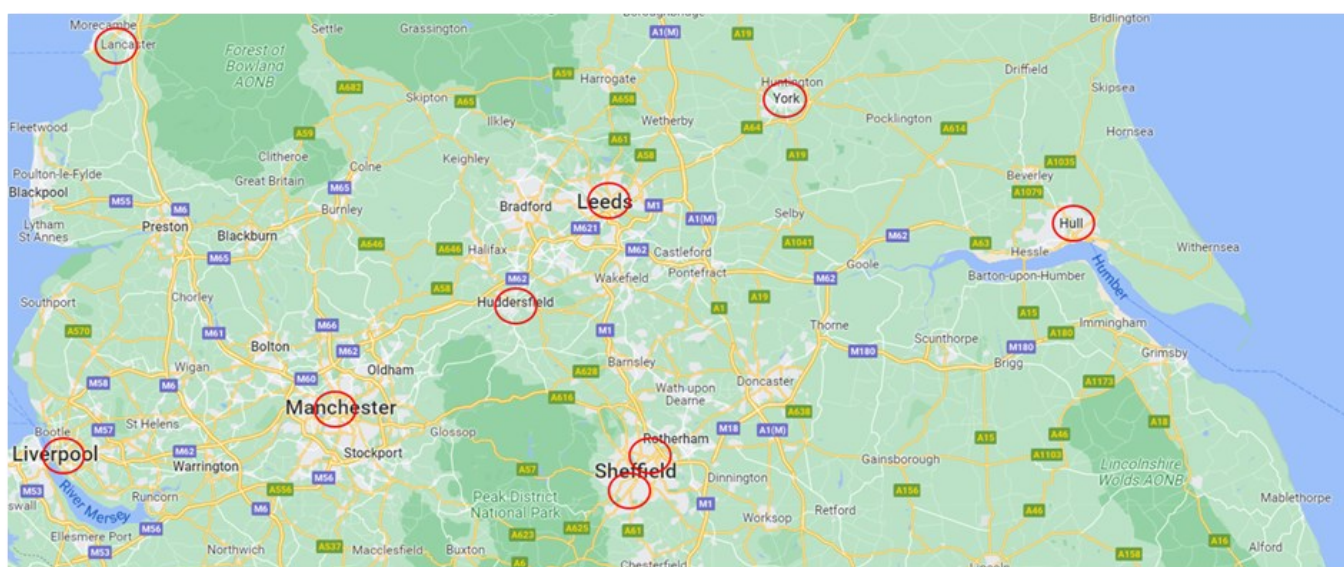 Morecambe
Lancaster
Settle
Grassington
A1(M)
A19
Bridlington
Forest of
Bowland
AONB
A59
Harrogate
Huntington
Driffield
A682
Skipton
A65
A658
York
Skipsea
Fleetwood
Ilkley
Wetherby
A64
Pocklington
A614
Hornsea
A59
A61
Clitheroe
Colne
Keighley
A58
A19
A1035
Poulton-le-Fylde
Great Britain
Beverley
Blackpool
M55
M65
A1079
M6
Burnley
Bradford
Leeds
M1
A1(M)
Selby
Lytham
St Annes
Preston
Blackburn
M621
Hull
A646
A646
Halifax
M62
Castleford
A1041
M62
A63
Hessle
Withernsea
M65
Wakefield
Pontefract
Goole
Barton-upon-Humber
Humber
M62
M62
Southport
Chorley
A58
Huddersfield
A1
A19
A15
Immingham
A570
M61
M66
M1
Thorne
A180
Bolton
M62
Scunthorpe
M180
Grimsby
Wigan
Oldham
Barnsley
M180
Brigg
M58
M6
M60
A628
Wath-upon
Dearne
Doncaster
A1173
A616
A638
Manchester
A18
Bootle
M57
St Helens
Glossop
M18
A1(M)
A15
A46
Rotherham
Liverpool
M62
Warrington
Stockport
A57
Sheffield
Gainsborough
A1103
Lincolnshire
Wolds AONB
M53
River Mersey
Runcorn
A556
M56
Dinnington
A156
Peak District
National Park
M1
Retford
Mablethorpe
swall
M56
M6
A625
A61
Worksop
A46
Ellesmere Port
A623
A16
M53
Northwich
A537
Macclesfield
Buxton
A6
Chesterfield
A158
Alford